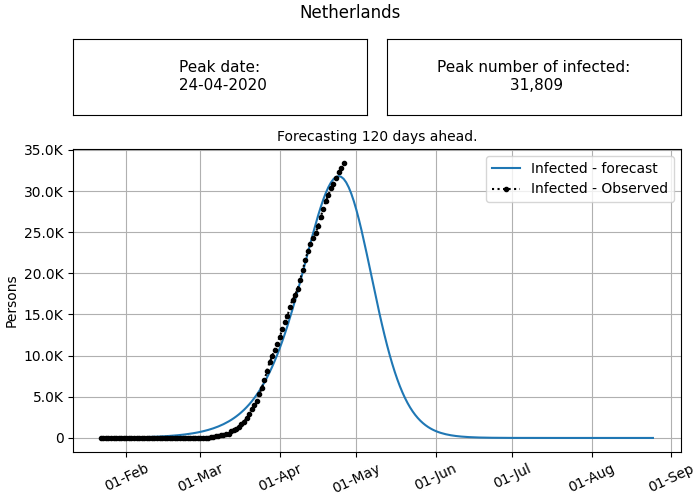 Netherlands
Peak date:
24-04-2020
Peak number of infected:
31,809
Forecasting 120 days ahead.
35.0K
30.0K
25.0K
20.0K
15.0K
10.0K
5.0K
0
Persons
Infected - forecast
Infected - Observed
01-Feb
01-Mar
01-Apr
01-May
01-Jun
01-Jul
01-Aug
01-Sep